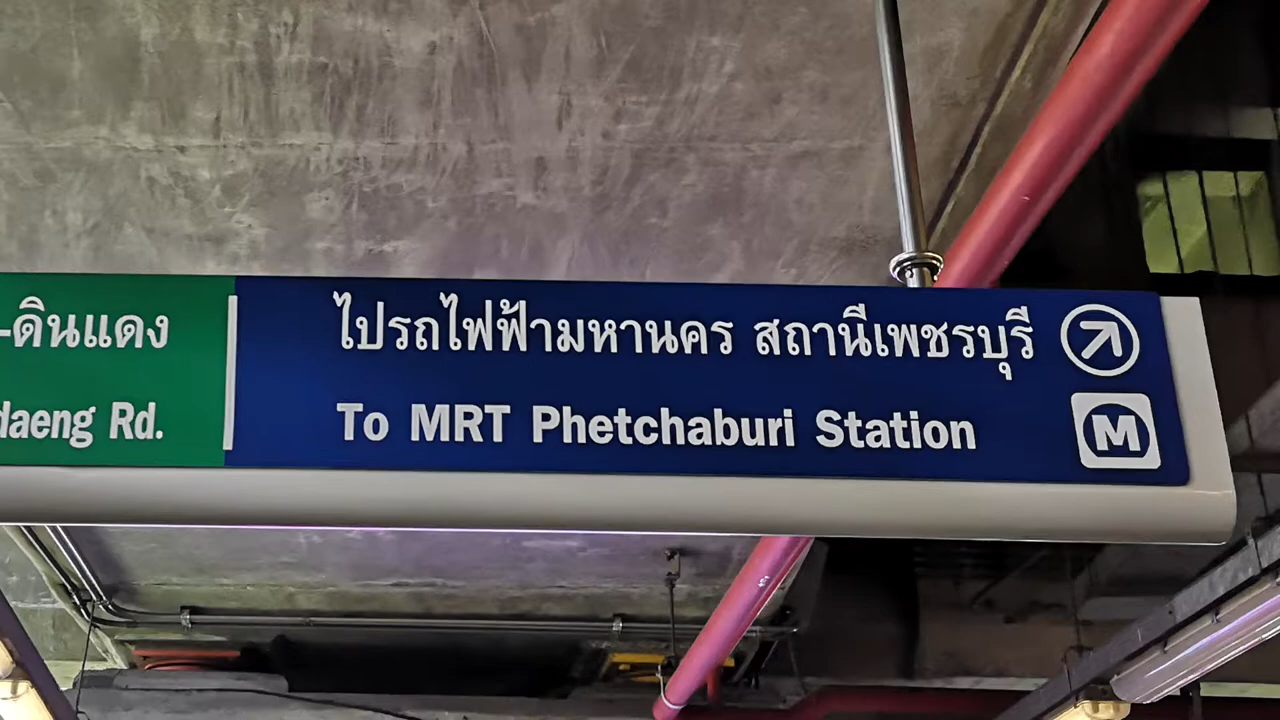 -ดินแดง
daeng Rd.
ไปรถไฟฟ้ามหานคร สถานีเพชรบุรี
To MRT Phetchaburi Station
M